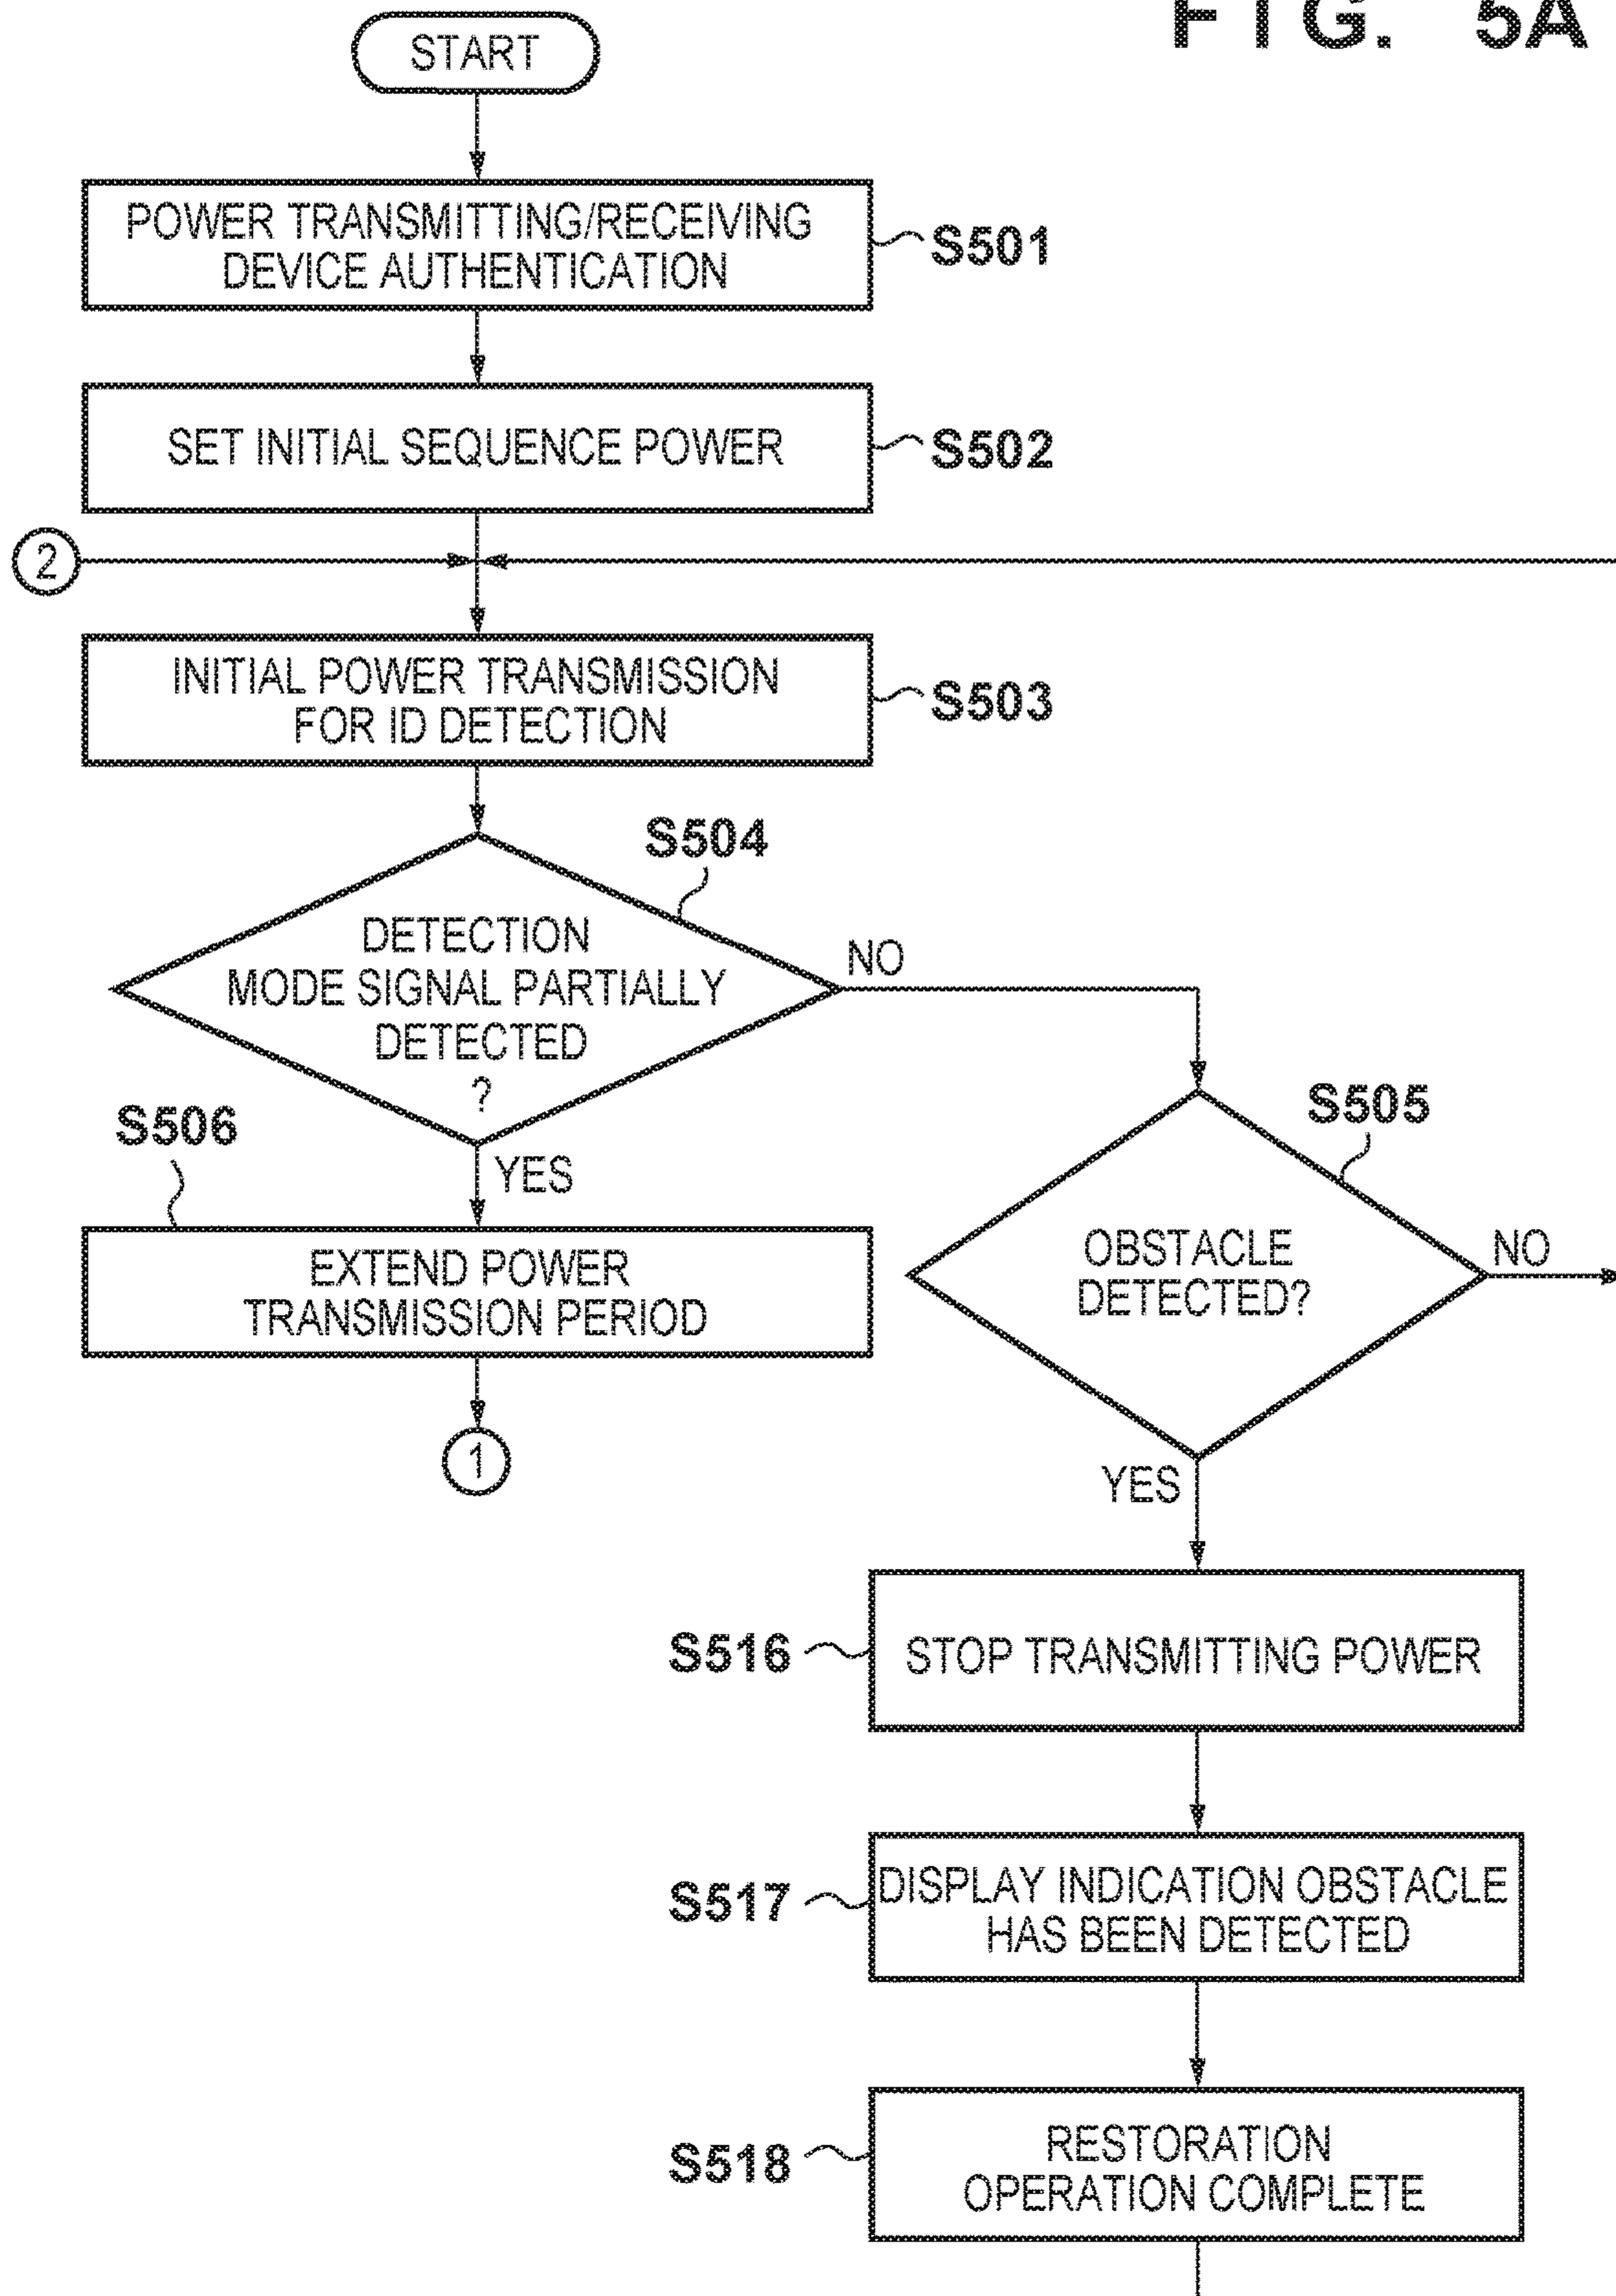 FIG. 5A
START
POWER TRANSMITTING/RECEIVING
DEVICE AUTHENTICATION
S501
SET INITIAL SEQUENCE POWER
S502
2
INITIAL POWER TRANSMISSION
FOR ID DETECTION
S503
S504
DETECTION
MODE SIGNAL PARTIALLY
DETECTED
?
NO
YES
S506
EXTEND POWER
TRANSMISSION PERIOD
1
S505
OBSTACLE
DETECTED?
NO
YES
S516
STOP TRANSMITTING POWER
S517
DISPLAY INDICATION OBSTACLE
HAS BEEN DETECTED
S518
RESTORATION
OPERATION COMPLETE